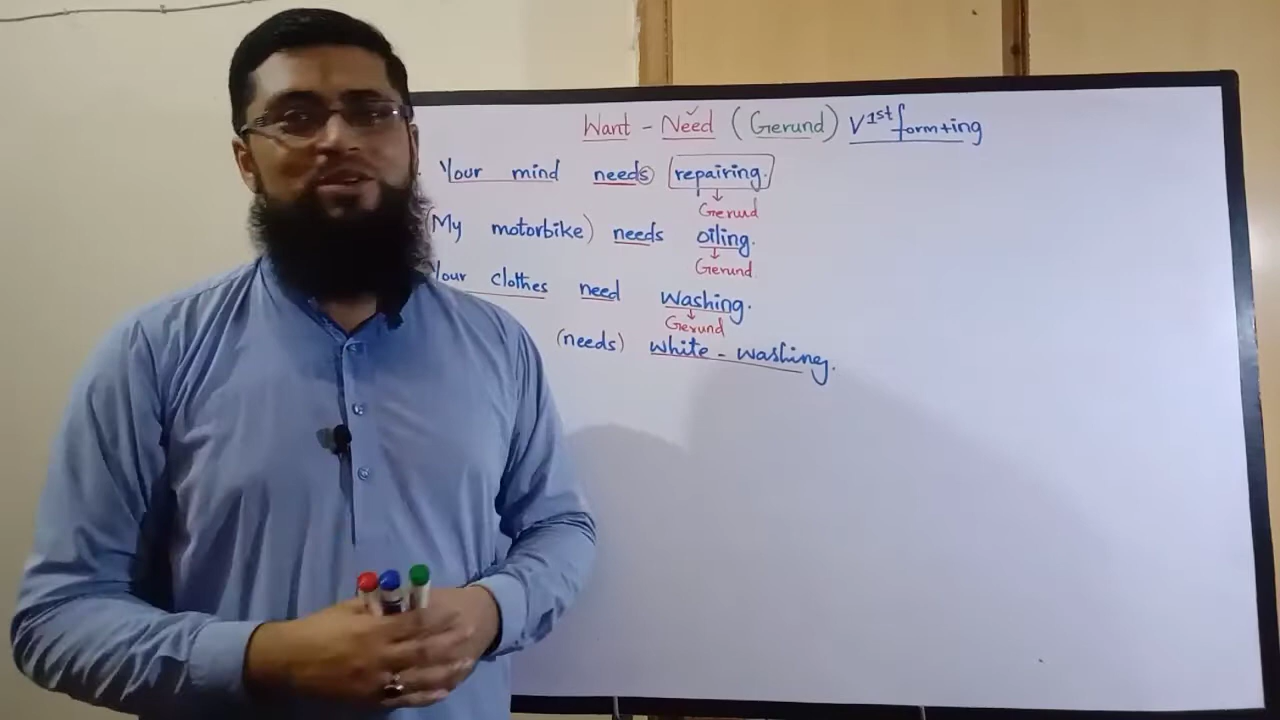 Want - Need (Gerund) V 1st form+ing
Your mind needs repairing.
Gerund
(My motorbike) needs oiling.
Gerund
Your clothes need washing.
Gerund
(needs) white - washing.